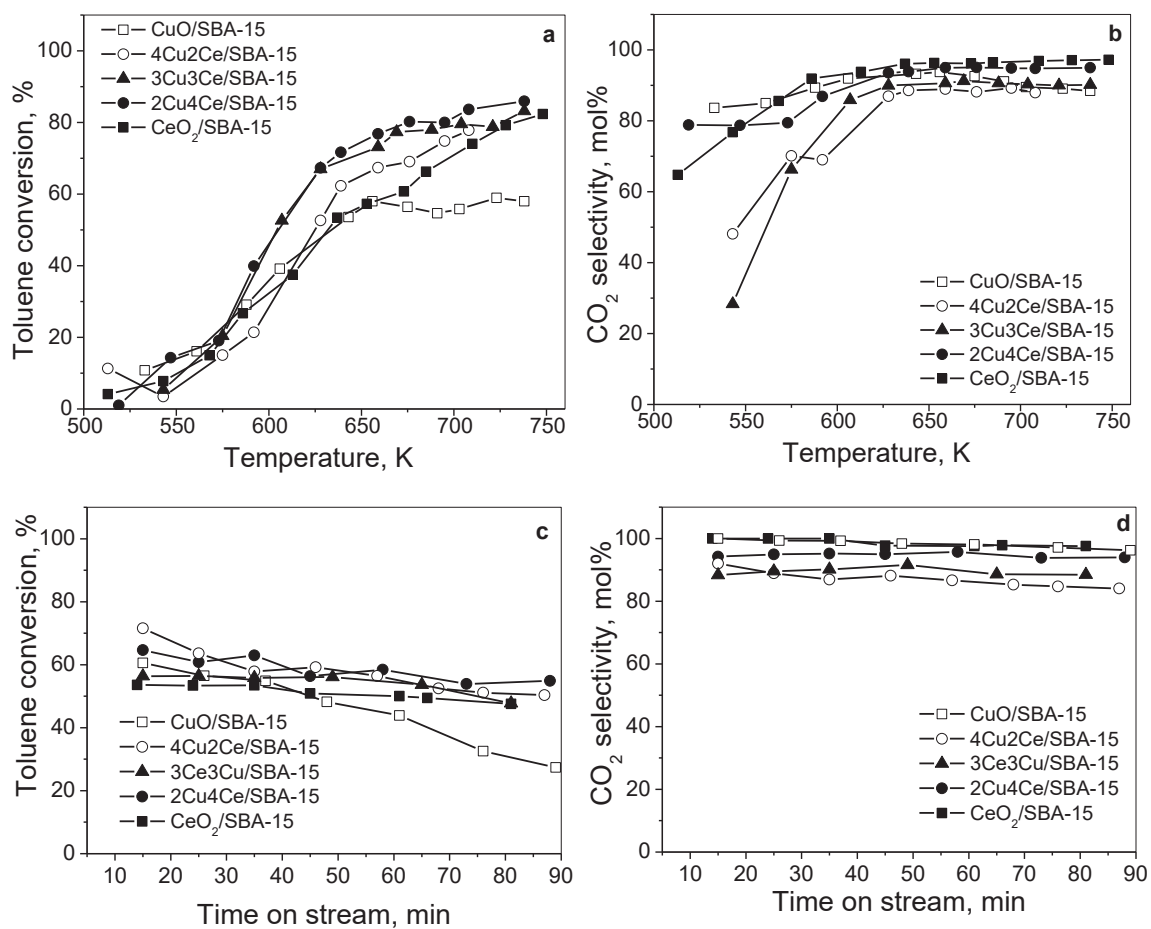 a
100
80
60
40
20
0
500
550
600
650
700
750
Toluene conversion, %
Temperature, K
CuO/SBA-15
4Cu2Ce/SBA-15
3Cu3Ce/SBA-15
2Cu4Ce/SBA-15
CeO₂/SBA-15
b
100
80
60
40
20
0
500
550
600
650
700
750
CO₂ selectivity, mol%
Temperature, K
CuO/SBA-15
4Cu2Ce/SBA-15
3Cu3Ce/SBA-15
2Cu4Ce/SBA-15
CeO₂/SBA-15
c
100
80
60
40
20
0
10
20
30
40
50
60
70
80
90
Toluene conversion, %
Time on stream, min
CuO/SBA-15
4Cu2Ce/SBA-15
3Ce3Cu/SBA-15
2Cu4Ce/SBA-15
CeO₂/SBA-15
d
100
80
60
40
20
0
10
20
30
40
50
60
70
80
90
CO₂ selectivity, mol%
Time on stream, min
CuO/SBA-15
4Cu2Ce/SBA-15
3Ce3Cu/SBA-15
2Cu4Ce/SBA-15
CeO₂/SBA-15